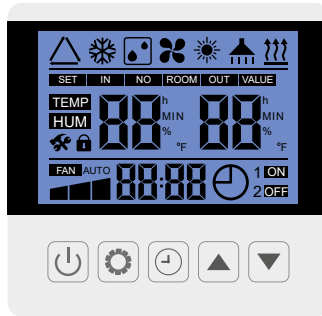 SET IN NO ROOM OUT VALUE
TEMP 88 h 88 h
HUM MIN MIN
% %
°F °F
FAN AUTO 88:88 1 ON
2 OFF